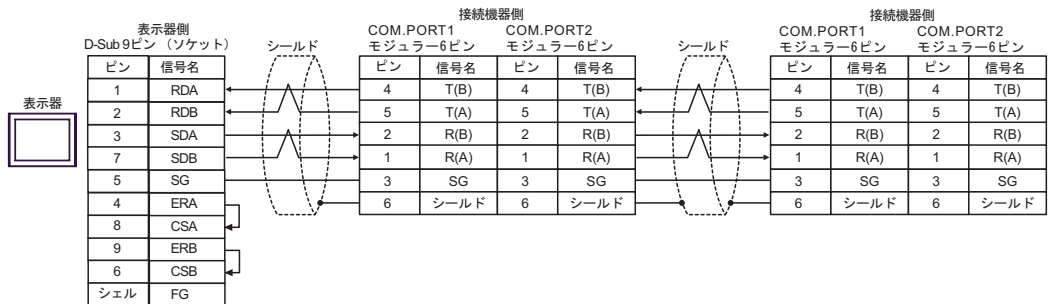 表示器
表示器側
D-Sub 9ピン （ソケット）
ピン 信号名
1 RDA
2 RDB
3 SDA
7 SDB
5 SG
4 ERA
8 CSA
9 ERB
6 CSB
シェル FG
シールド
接続機器側
COM.PORT1 COM.PORT2
モジュラー6ピン モジュラー6ピン
ピン 信号名 ピン 信号名
4 T(B) 4 T(B)
5 T(A) 5 T(A)
2 R(B) 2 R(B)
1 R(A) 1 R(A)
3 SG 3 SG
6 シールド 6 シールド
シールド
接続機器側
COM.PORT1 COM.PORT2
モジュラー6ピン モジュラー6ピン
ピン 信号名 ピン 信号名
4 T(B) 4 T(B)
5 T(A) 5 T(A)
2 R(B) 2 R(B)
1 R(A) 1 R(A)
3 SG 3 SG
6 シールド 6 シールド